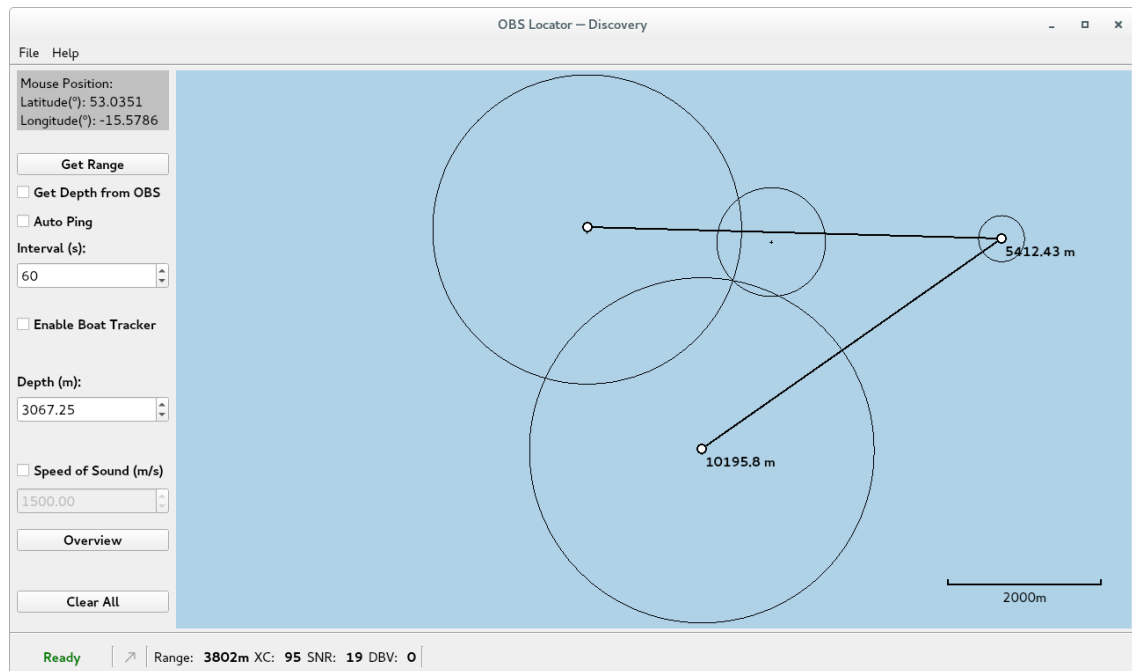 OBS Locator — Discovery
File Help
Mouse Position:
Latitude(°): 53.0351
Longitude(°): -15.5786
Get Range
Get Depth from OBS
Auto Ping
Interval (s):
60
Enable Boat Tracker
Depth (m):
3067.25
Speed of Sound (m/s)
1500.00
Overview
Clear All
5412.43 m
10195.8 m
2000m
Ready Range: 3802m XC: 95 SNR: 19 DBV: 0